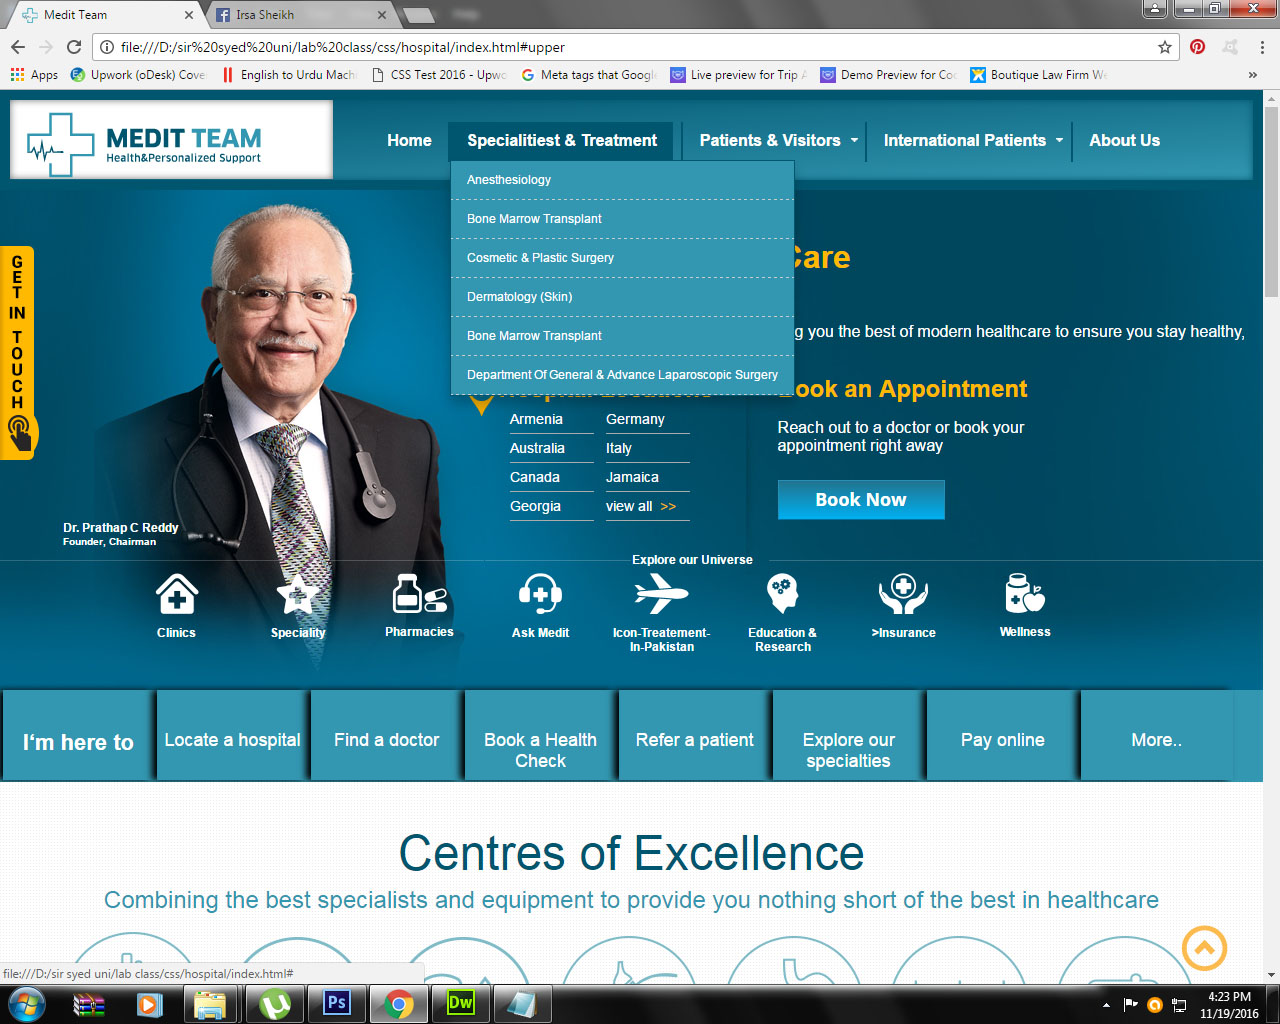 Medit Team
Irsa Sheikh
file:///D:/sir%20syed%20uni/lab%20class/css/hospital/index.html#upper
Apps
Upwork (oDesk) Cove
English to Urdu Mach
CSS Test 2016 - Upwo
Meta tags that Google
Live preview for Trip A
Demo Preview for Coo
Boutique Law Firm We
»
MEDIT TEAM
Health&Personalized Support
Home
Specialitiest & Treatment
Patients & Visitors
International Patients
About Us
Anesthesiology
Bone Marrow Transplant
Cosmetic & Plastic Surgery
Dermatology (Skin)
Bone Marrow Transplant
Department Of General & Advance Laparoscopic Surgery
GET IN TOUCH
Care
g you the best of modern healthcare to ensure you stay healthy,
Armenia
Germany
Australia
Italy
Canada
Jamaica
Georgia
view all >>
Book an Appointment
Reach out to a doctor or book your
appointment right away
Book Now
Dr. Prathap C Reddy
Founder, Chairman
Explore our Universe
Clinics
Speciality
Pharmacies
Ask Medit
Icon-Treatement-
In-Pakistan
Education &
Research
>Insurance
Wellness
I'm here to
Locate a hospital
Find a doctor
Book a Health
Check
Refer a patient
Explore our
specialties
Pay online
More..
Centres of Excellence
Combining the best specialists and equipment to provide you nothing short of the best in healthcare
file:///D:/sir syed uni/lab class/css/hospital/index.html#
Ps
Dw
4:23 PM
11/19/2016